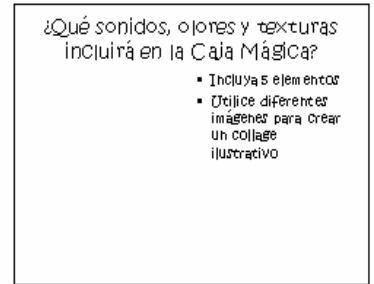 ¿Qué sonidos, olores y texturas
incluirá en la Caja Mágica?
▪ Incluya 5 elementos
▪ Utilice diferentes
imágenes para crear
un collage
ilustrativo